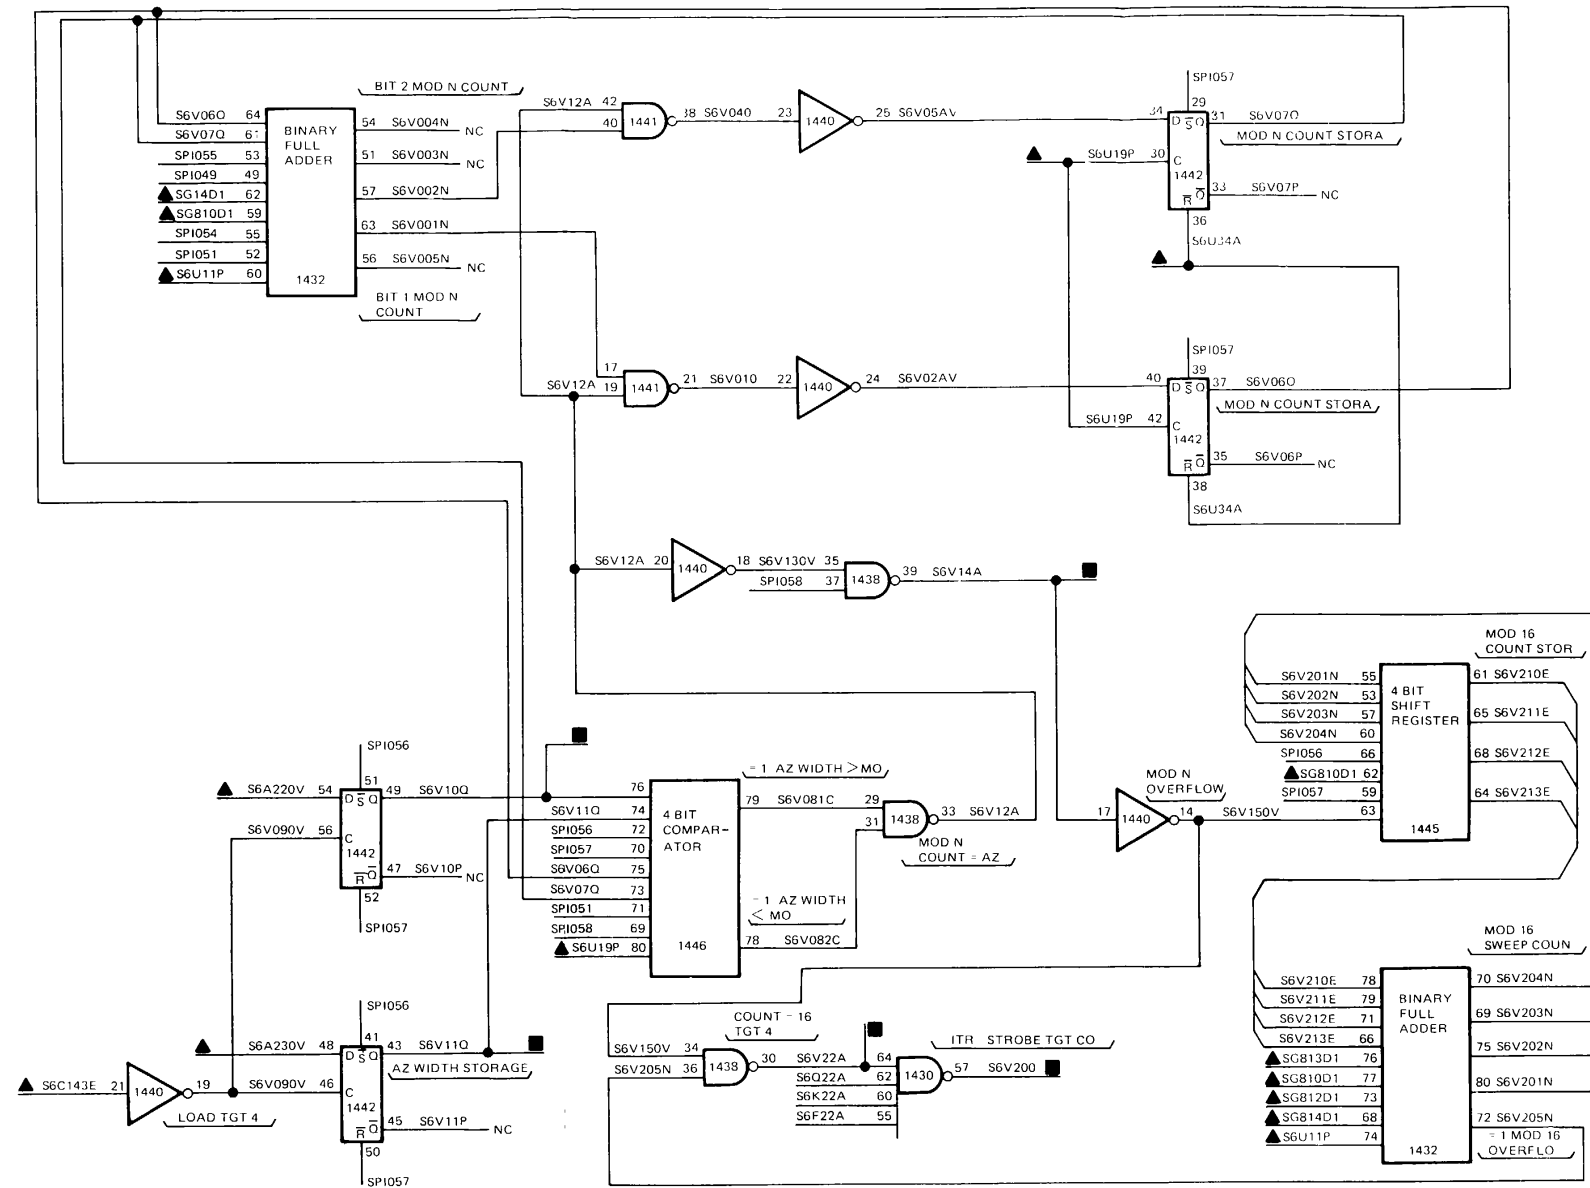 BIT 2 MOD N COUNT
S6V06Q 64
S6V07Q 61
SPI055 53
SPI049 49
SG14D1 62
SG810D1 59
SPI054 55
SPI051 52
S6U11P 60
BINARY
FULL
ADDER
1432
54 S6V004N NC
51 S6V003N NC
57 S6V002N
63 S6V001N
56 S6V005N NC
BIT 1 MOD N
COUNT
S6V12A 42
40
1441
38 S6V040 23
1440
25 S6V05AV 34
SPI057
29
D S Q
C
1442
R Q
31 S6V07Q
MOD N COUNT STORA
S6U19P 30
33 S6V07P NC
36
S6U34A
17
S6V12A 19
1441
21 S6V010 22
1440
24 S6V02AV 40
SPI057
39
D S Q
C
1442
R Q
37 S6V06Q
MOD N COUNT STORA
S6U19P 42
35 S6V06P NC
38
S6U34A
S6V12A 20
1440
18 S6V130V 35
SPI058 37
1438
39 S6V14A
MOD 16
COUNT STOR
S6V201N 55
S6V202N 53
S6V203N 57
S6V204N 60
SPI056 66
SG810D1 62
SPI057 59
63
4 BIT
SHIFT
REGISTER
1445
61 S6V210E
65 S6V211E
68 S6V212E
64 S6V213E
SPI056
51
S6A220V 54
S6V090V 56
D S Q
C
1442
R Q
49 S6V10Q
47 S6V10P NC
52
SPI057
76
S6V11Q 74
SPI056 72
SPI057 70
S6V06Q 75
S6V07Q 73
SPI051 71
SPI058 69
S6U19P 80
4 BIT
COMPAR-
ATOR
1446
= 1 AZ WIDTH > MO
79 S6V081C 29
31
1438
33 S6V12A
MOD N
COUNT = AZ
= 1 AZ WIDTH
< MO
78 S6V082C
MOD N
OVERFLOW
17
1440
14 S6V150V
SPI056
41
S6A230V 48
S6C143E 21
1440
19 S6V090V 46
LOAD TGT 4
D S Q
C
1442
R Q
43 S6V11Q
AZ WIDTH STORAGE
45 S6V11P NC
50
SPI057
COUNT = 16
TGT 4
S6V150V 34
S6V205N 36
1438
30 S6V22A 64
S6Q22A 62
S6K22A 60
S6F22A 55
1430
ITR STROBE TGT CO
57 S6V200
MOD 16
SWEEP COUN
S6V210E 78
S6V211E 79
S6V212E 71
S6V213E 66
SG813D1 76
SG810D1 77
SG812D1 73
SG814D1 68
S6U11P 74
BINARY
FULL
ADDER
1432
70 S6V204N
69 S6V203N
75 S6V202N
80 S6V201N
72 S6V205N
= 1 MOD 16
OVERFLO